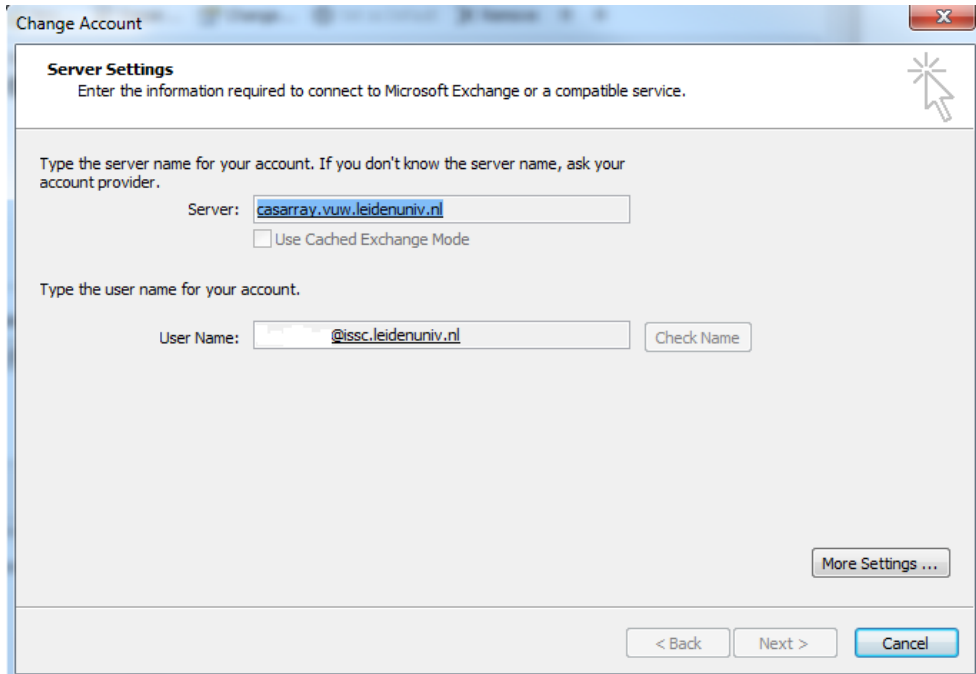 Change... Remove
Change Account
Server Settings
Enter the information required to connect to Microsoft Exchange or a compatible service.
Type the server name for your account. If you don't know the server name, ask your
account provider.
Server: casarray.vuw.leidenuniv.nl
Use Cached Exchange Mode
Type the user name for your account.
User Name: @issc.leidenuniv.nl Check Name
More Settings ...
< Back Next > Cancel